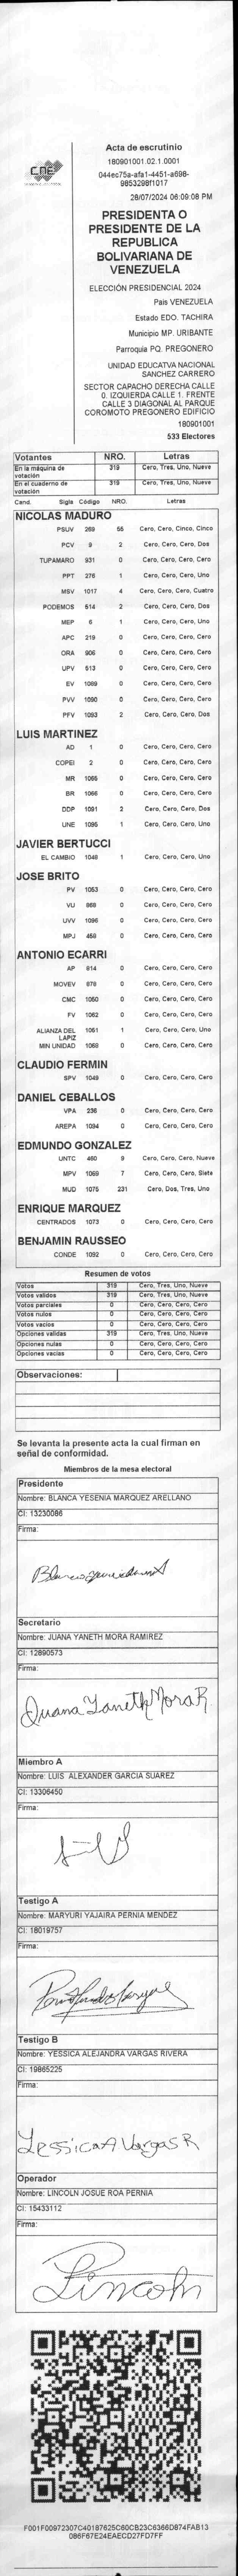 Acta de escrutinio
180901001.02.1.0001
044ec75a-afa1-4451-a698-
9853298f1017
28/07/2024 06:09:08 PM
CNE
PRESIDENTA O
PRESIDENTE DE LA
REPUBLICA
BOLIVARIANA DE
VENEZUELA
ELECCIÓN PRESIDENCIAL 2024
Pais VENEZUELA
Estado EDO. TACHIRA
Municipio MP. URIBANTE
Parroquia PQ. PREGONERO
UNIDAD EDUCATVA NACIONAL
SANCHEZ CARRERO
SECTOR CAPACHO DERECHA CALLE
0. IZQUIERDA CALLE 1. FRENTE
CALLE 3 DIAGONAL AL PARQUE
COROMOTO PREGONERO EDIFICIO
180901001
533 Electores
Votantes NRO. Letras
En la máquina de votación 319 Cero, Tres, Uno, Nueve
En el cuaderno de votación 319 Cero, Tres, Uno, Nueve
Cand. Sigla Código NRO. Letras
NICOLAS MADURO
PSUV 269 55 Cero, Cero, Cinco, Cinco
PCV 9 2 Cero, Cero, Cero, Dos
TUPAMARO 931 0 Cero, Cero, Cero, Cero
PPT 276 1 Cero, Cero, Cero, Uno
MSV 1017 4 Cero, Cero, Cero, Cuatro
PODEMOS 514 2 Cero, Cero, Cero, Dos
MEP 6 1 Cero, Cero, Cero, Uno
APC 219 0 Cero, Cero, Cero, Cero
ORA 906 0 Cero, Cero, Cero, Cero
UPV 613 0 Cero, Cero, Cero, Cero
EV 1089 0 Cero, Cero, Cero, Cero
PVV 1090 0 Cero, Cero, Cero, Cero
PFV 1093 2 Cero, Cero, Cero, Dos
LUIS MARTINEZ
AD 1 0 Cero, Cero, Cero, Cero
COPEI 2 0 Cero, Cero, Cero, Cero
MR 1065 0 Cero, Cero, Cero, Cero
BR 1066 0 Cero, Cero, Cero, Cero
DDP 1091 2 Cero, Cero, Cero, Dos
UNE 1095 1 Cero, Cero, Cero, Uno
JAVIER BERTUCCI
EL CAMBIO 1048 1 Cero, Cero, Cero, Uno
JOSE BRITO
PV 1053 0 Cero, Cero, Cero, Cero
VU 868 0 Cero, Cero, Cero, Cero
UVV 1096 0 Cero, Cero, Cero, Cero
MPJ 458 0 Cero, Cero, Cero, Cero
ANTONIO ECARRI
AP 814 0 Cero, Cero, Cero, Cero
MOVEV 878 0 Cero, Cero, Cero, Cero
CMC 1050 0 Cero, Cero, Cero, Cero
FV 1062 0 Cero, Cero, Cero, Cero
ALIANZA DEL LAPIZ 1051 1 Cero, Cero, Cero, Uno
MIN UNIDAD 1068 0 Cero, Cero, Cero, Cero
CLAUDIO FERMIN
SPV 1049 0 Cero, Cero, Cero, Cero
DANIEL CEBALLOS
VPA 236 0 Cero, Cero, Cero, Cero
AREPA 1094 0 Cero, Cero, Cero, Cero
EDMUNDO GONZALEZ
UNTC 460 9 Cero, Cero, Cero, Nueve
MPV 1069 7 Cero, Cero, Cero, Siete
MUD 1075 231 Cero, Dos, Tres, Uno
ENRIQUE MARQUEZ
CENTRADOS 1073 0 Cero, Cero, Cero, Cero
BENJAMIN RAUSSEO
CONDE 1092 0 Cero, Cero, Cero, Cero
Resumen de votos
Votos 319 Cero, Tres, Uno, Nueve
Votos validos 319 Cero, Tres, Uno, Nueve
Votos parciales 0 Cero, Cero, Cero, Cero
Votos nulos 0 Cero, Cero, Cero, Cero
Votos vacios 0 Cero, Cero, Cero, Cero
Opciones validas 319 Cero, Tres, Uno, Nueve
Opciones nulas 0 Cero, Cero, Cero, Cero
Opciones vacias 0 Cero, Cero, Cero, Cero
Observaciones:
Se levanta la presente acta la cual firman en
señal de conformidad.
Miembros de la mesa electoral
Presidente
Nombre: BLANCA YESENIA MARQUEZ ARELLANO
CI: 13230086
Firma:
Secretario
Nombre: JUANA YANETH MORA RAMIREZ
CI: 12890573
Firma:
Juana Yaneth Mora R.
Miembro A
Nombre: LUIS ALEXANDER GARCIA SUAREZ
CI: 13306450
Firma:
Testigo A
Nombre: MARYURI YAJAIRA PERNIA MENDEZ
CI: 18019757
Firma:
Testigo B
Nombre: YESSICA ALEJANDRA VARGAS RIVERA
CI: 19865225
Firma:
Yessica A Vargas R
Operador
Nombre: LINCOLN JOSUE ROA PERNIA
CI: 15433112
Firma:
Lincoln
F001F00972307C40187625C60CB23C6366D874FAB13
086F67E24EAECD27FD7FF